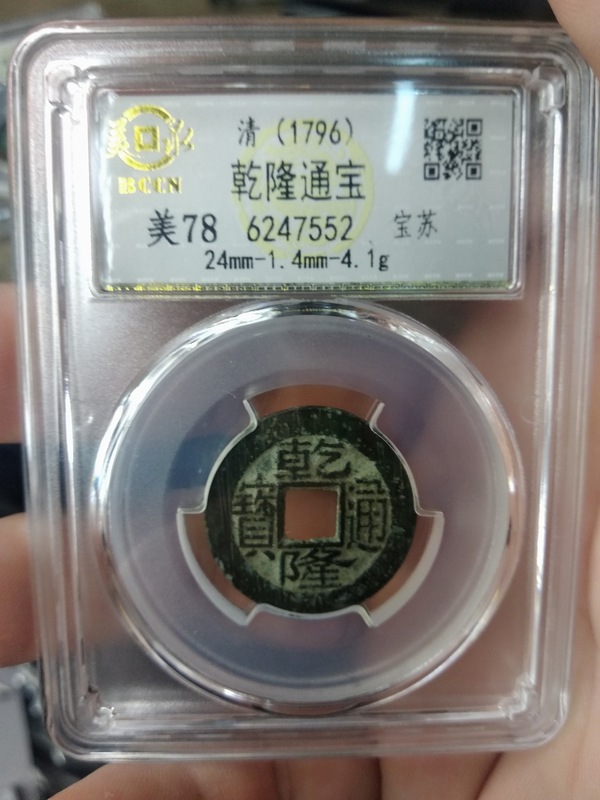 美 泉
BCCN
清（1796）
乾隆通宝
美78 6247552 宝苏
24mm-1.4mm-4.1g
乾隆通寶